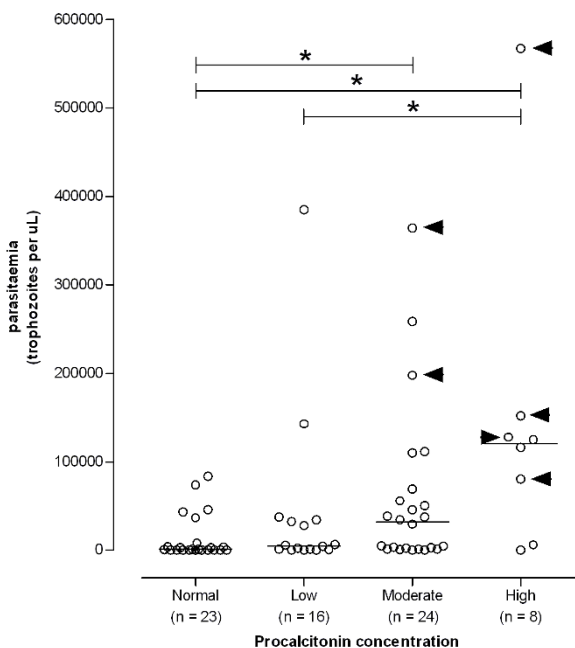 600000
500000
400000
300000
200000
100000
0
parasitaemia
(trophozoites per uL)
*
*
*
Normal
(n = 23)
Low
(n = 16)
Moderate
(n = 24)
High
(n = 8)
Procalcitonin concentration